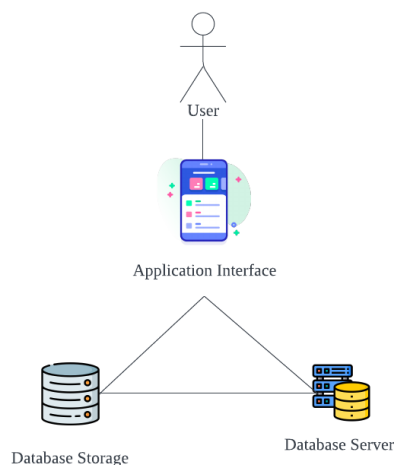 User
Application Interface
Database Server
Database Storage